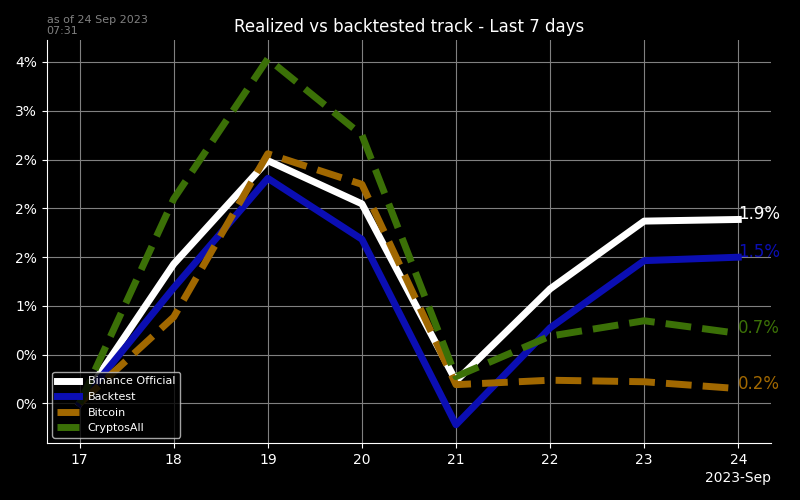 as of 24 Sep 2023
07:31
Realized vs backtested track - Last 7 days
4%
3%
2%
2%
2%
1%
0%
0%
1.9%
1.5%
0.7%
0.2%
Binance Official
Backtest
Bitcoin
CryptosAll
17 18 19 20 21 22 23 24
2023-Sep